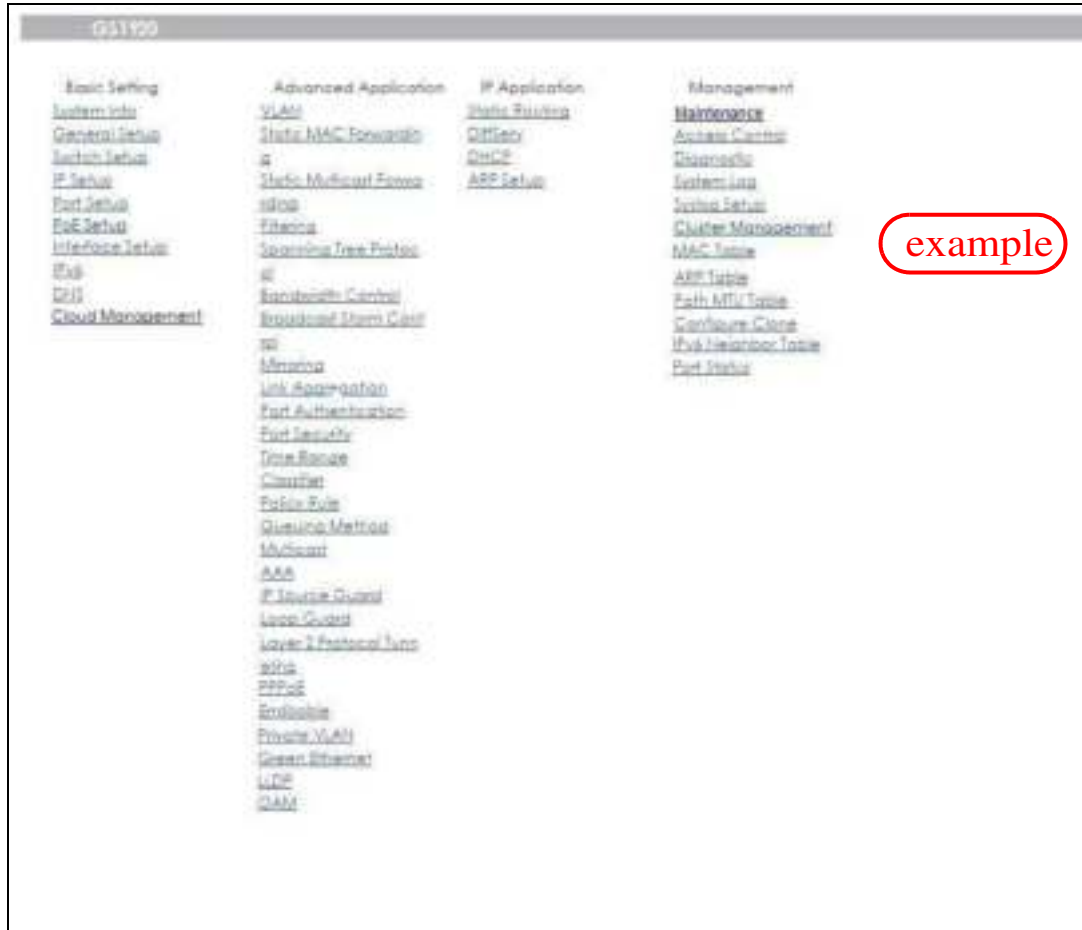 GS1920
Basic Setting
System Info
General Setup
Switch Setup
IP Setup
Port Setup
PoE Setup
Interface Setup
IPv6
DNS
Cloud Management
Advanced Application
VLAN
Static MAC Forwardin
g
Static Multicast Forwa
rding
Filtering
Spanning Tree Protoc
ol
Bandwidth Control
Broadcast Storm Cont
rol
Mirroring
Link Aggregation
Port Authentication
Port Security
Time Range
Classifier
Policy Rule
Queuing Method
Multicast
AAA
IP Source Guard
Loop Guard
Layer 2 Protocol Tunn
eling
PPPoE
Errdisable
Private VLAN
Green Ethernet
LLDP
OAM
IP Application
Static Routing
DiffServ
DHCP
ARP Setup
Management
Maintenance
Access Control
Diagnostic
System Log
Syslog Setup
Cluster Management
MAC Table
ARP Table
Path MTU Table
Configure Clone
IPv6 Neighbor Table
Port Status
example